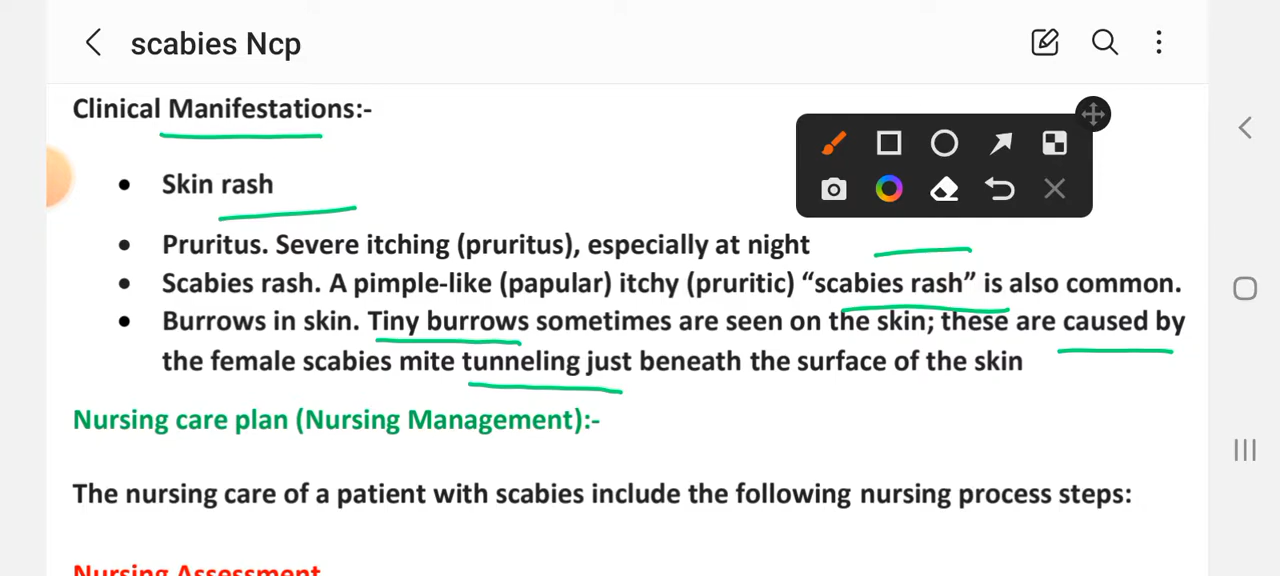 scabies Ncp
Clinical Manifestations:-
• Skin rash
• Pruritus. Severe itching (pruritus), especially at night
• Scabies rash. A pimple-like (papular) itchy (pruritic) “scabies rash” is also common.
• Burrows in skin. Tiny burrows sometimes are seen on the skin; these are caused by
the female scabies mite tunneling just beneath the surface of the skin
Nursing care plan (Nursing Management):-
The nursing care of a patient with scabies include the following nursing process steps:
Nursing Assessment